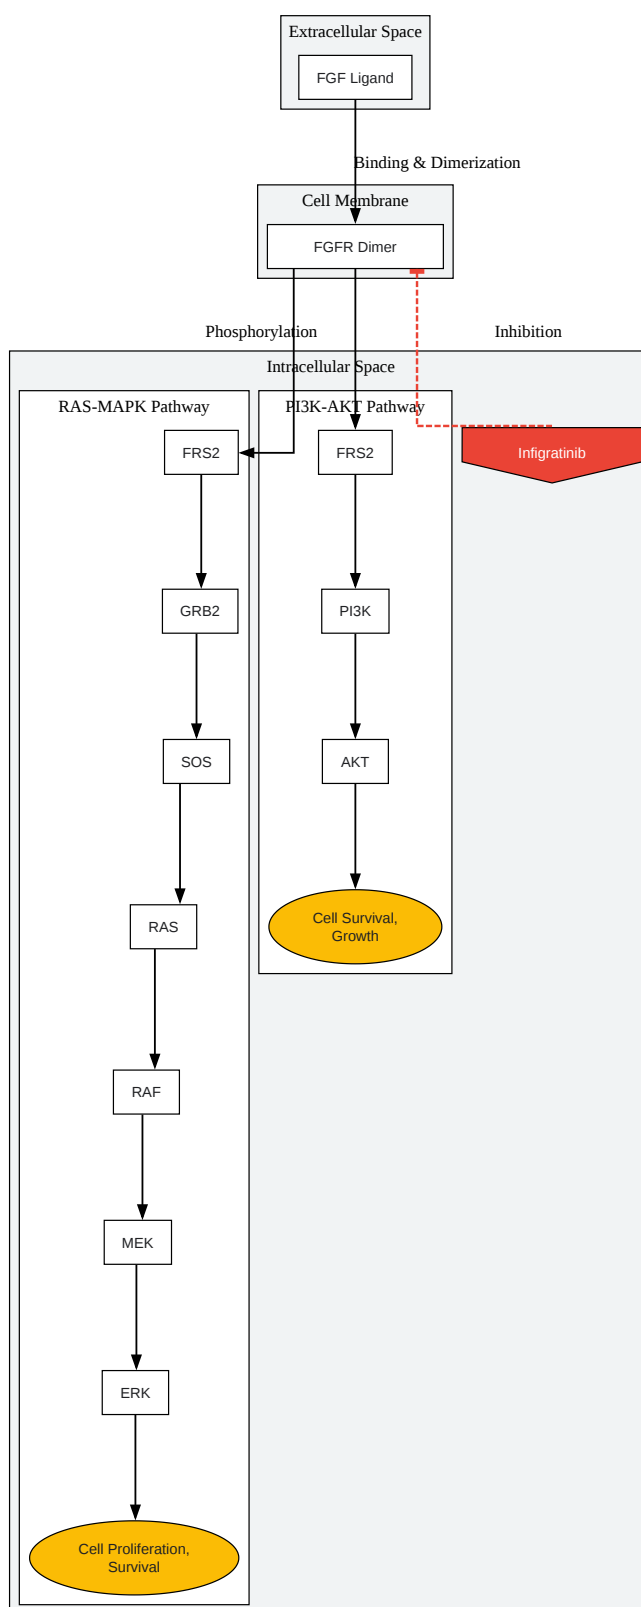 Extracellular Space
FGF Ligand
Binding & Dimerization
Cell Membrane
FGFR Dimer
Phosphorylation
Inhibition
Intracellular Space
RAS-MAPK Pathway
PI3K-AKT Pathway
FRS2
FRS2
Infigratinib
GRB2
PI3K
SOS
AKT
Cell Survival,
Growth
RAS
RAF
MEK
ERK
Cell Proliferation,
Survival